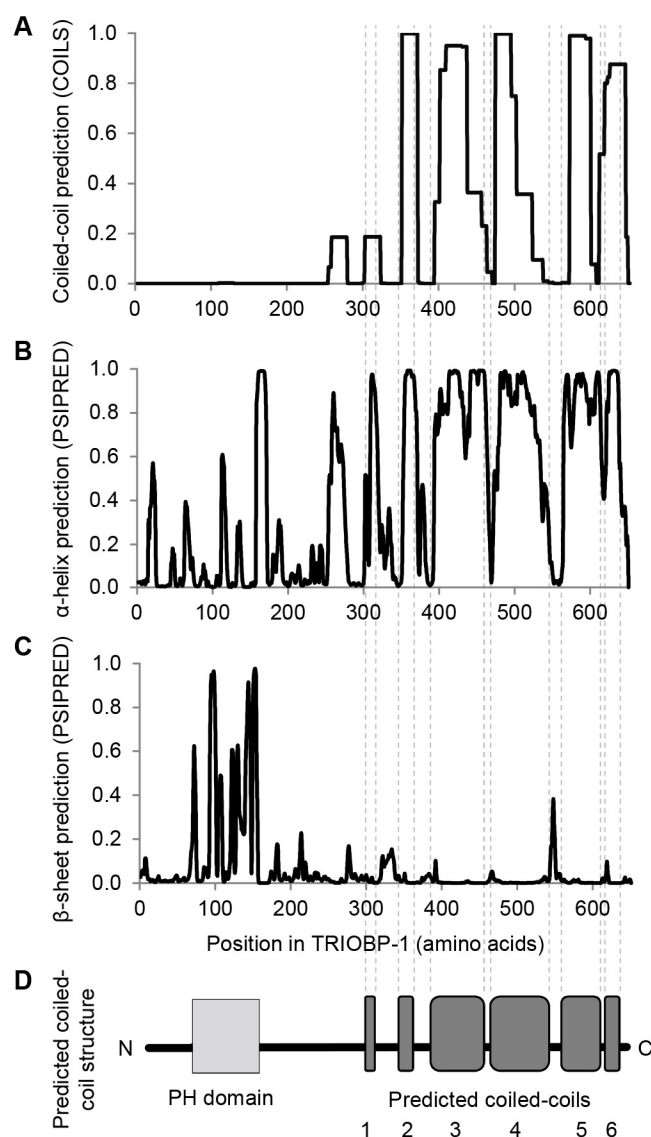 A
Coiled-coil prediction (COILS)
1.0
0.8
0.6
0.4
0.2
0.0
0 100 200 300 400 500 600
B
α-helix prediction (PSIPRED)
1.0
0.8
0.6
0.4
0.2
0.0
0 100 200 300 400 500 600
C
β-sheet prediction (PSIPRED)
1.0
0.8
0.6
0.4
0.2
0.0
0 100 200 300 400 500 600
Position in TRIOBP-1 (amino acids)
D
Predicted coiled-
coil structure
N
C
PH domain
Predicted coiled-coils
1 2 3 4 5 6